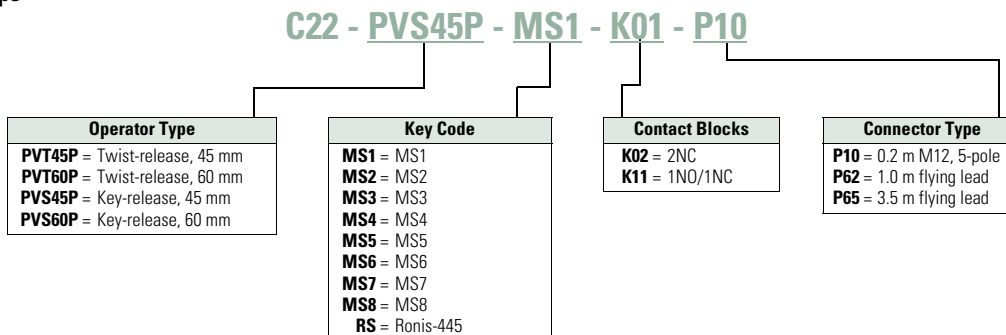 C22 - PVS45P - MS1 - K01 - P10
Operator Type
PVT45P = Twist-release, 45 mm
PVT60P = Twist-release, 60 mm
PVS45P = Key-release, 45 mm
PVS60P = Key-release, 60 mm
Key Code
MS1 = MS1
MS2 = MS2
MS3 = MS3
MS4 = MS4
MS5 = MS5
MS6 = MS6
MS7 = MS7
MS8 = MS8
RS = Ronis-445
Contact Blocks
K02 = 2NC
K11 = 1NO/1NC
Connector Type
P10 = 0.2 m M12, 5-pole
P62 = 1.0 m flying lead
P65 = 3.5 m flying lead